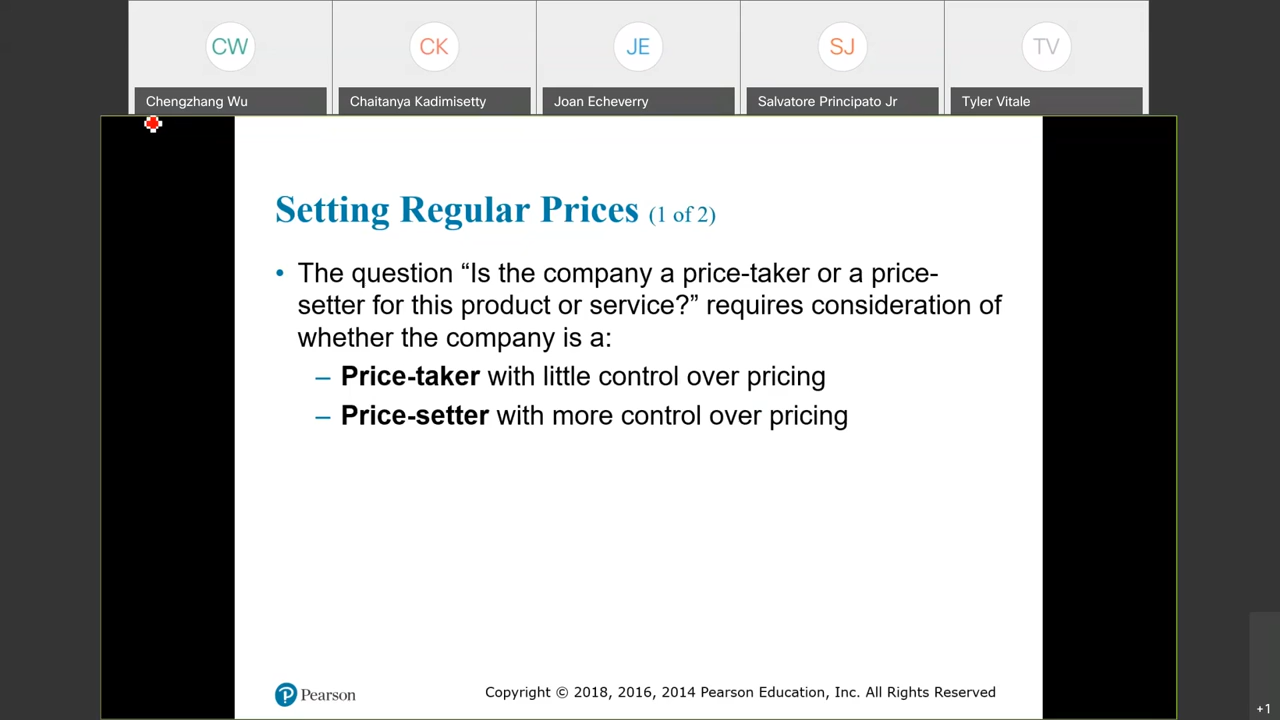 CW
CK
JE
SJ
TV
Chengzhang Wu
Chaitanya Kadimisetty
Joan Echeverry
Salvatore Principato Jr
Tyler Vitale
Setting Regular Prices (1 of 2)
• The question “Is the company a price-taker or a price-
setter for this product or service?” requires consideration of
whether the company is a:
– Price-taker with little control over pricing
– Price-setter with more control over pricing
P Pearson
Copyright © 2018, 2016, 2014 Pearson Education, Inc. All Rights Reserved
+1